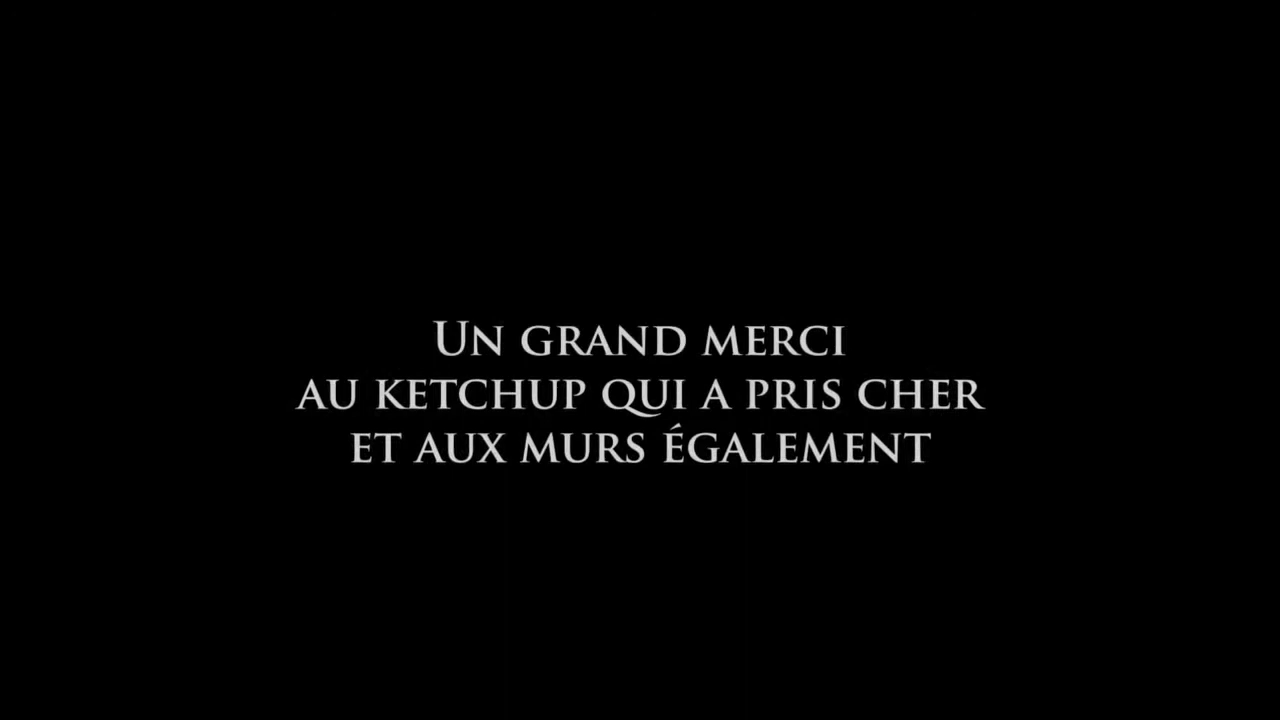 Un grand merci
au ketchup qui a pris cher
et aux murs également